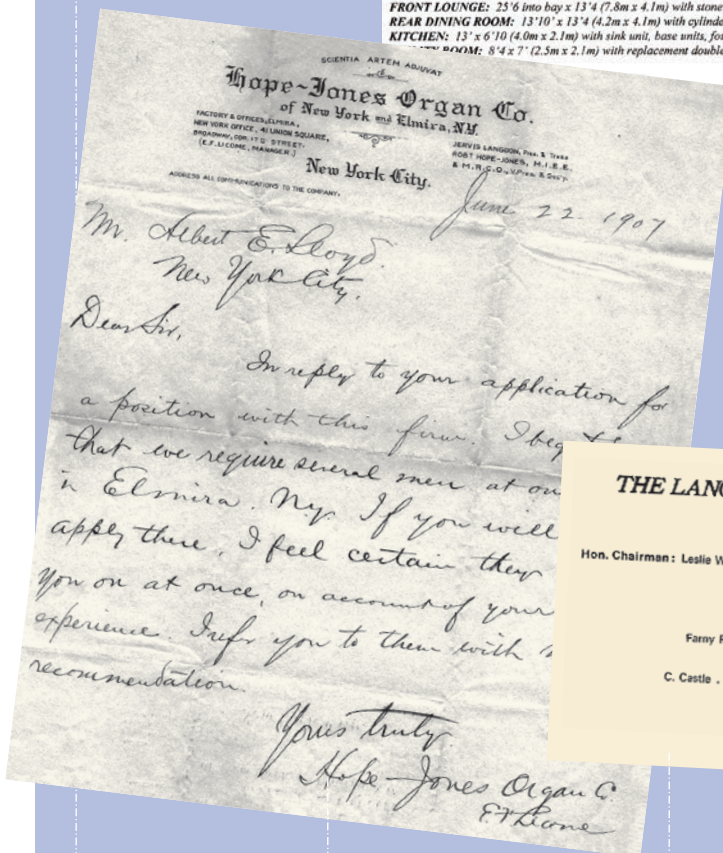 FRONT LOUNGE: 25'6 into bay x 13'4 (7.8m x 4.1m) with stone
REAR DINING ROOM: 13'10' x 13'4 (4.2m x 4.1m) with cylinde
KITCHEN: 13' x 6'10 (4.0m x 2.1m) with sink unit, base units, fou
ROOM: 8'4 x 7' (2.5m x 2.1m) with replacement double
SCIENTIA ARTEM ADJUVAT
Hope-Jones Organ Co.
of New York and Elmira, N.Y.
FACTORY & OFFICES, ELMIRA,
NEW YORK OFFICE, 41 UNION SQUARE,
BROADWAY, COR. 17TH STREET.
(E.F. LICOME, MANAGER.)
JERVIS LANGDON, Pres. & Treas
ROBT HOPE-JONES, M.I.E.E.
& M.R.C.O., V.Pres. & Sec'y.
New York City.
ADDRESS ALL COMMUNICATIONS TO THE COMPANY.
June 22 1907
Mr. Albert E. Lloyd.
New York City.
Dear Sir,
In reply to your application for
a position with this firm. I beg
that we require several men at our
in Elmira. Ny. If you will
apply there, I feel certain they
you on at once, on account of your
experience. I refer you to them with
recommendation.
Yours truly
Hope-Jones Organ Co.
THE LANG
Hon. Chairman: Leslie W
Farny
C. Castle .